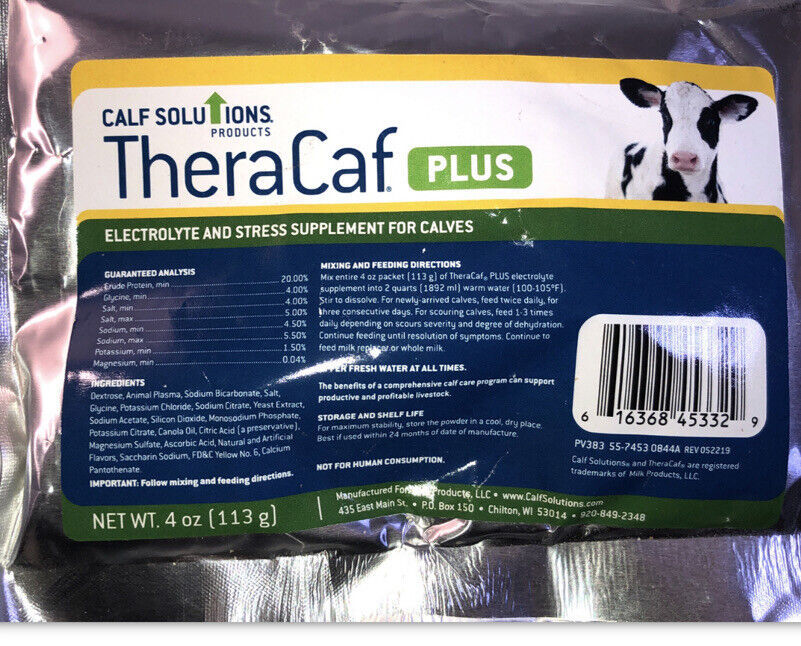 CALF SOLUTIONS.
PRODUCTS
TheraCaf® PLUS
ELECTROLYTE AND STRESS SUPPLEMENT FOR CALVES
GUARANTEED ANALYSIS
Crude Protein, min 20.00%
Glycine, min 4.00%
Salt, min 4.00%
Salt, max 5.00%
Sodium, min 4.50%
Sodium, max 5.50%
Potassium, min 1.50%
Magnesium, min 0.04%
INGREDIENTS
Dextrose, Animal Plasma, Sodium Bicarbonate, Salt,
Glycine, Potassium Chloride, Sodium Citrate, Yeast Extract,
Sodium Acetate, Silicon Dioxide, Monosodium Phosphate,
Potassium Citrate, Canola Oil, Citric Acid (a preservative),
Magnesium Sulfate, Ascorbic Acid, Natural and Artificial
Flavors, Saccharin Sodium, FD&C Yellow No. 6, Calcium
Pantothenate.
IMPORTANT: Follow mixing and feeding directions.
MIXING AND FEEDING DIRECTIONS
Mix entire 4 oz packet (113 g) of TheraCaf® PLUS electrolyte
supplement into 2 quarts (1892 ml) warm water (100-105°F).
Stir to dissolve. For newly-arrived calves, feed twice daily, for
three consecutive days. For scouring calves, feed 1-3 times
daily depending on scours severity and degree of dehydration.
Continue feeding until resolution of symptoms. Continue to
feed milk replacer or whole milk.
FRESH WATER AT ALL TIMES.
The benefits of a comprehensive calf care program can support
productive and profitable livestock.
STORAGE AND SHELF LIFE
For maximum stability, store the powder in a cool, dry place.
Best if used within 24 months of date of manufacture.
NOT FOR HUMAN CONSUMPTION.
6 16368 45332 9
PV383 55-7453 0844A REV 052219
Calf Solutions® and TheraCaf® are registered
trademarks of Milk Products, LLC.
NET WT. 4 oz (113 g)
Manufactured For Products, LLC • www.CalfSolutions.com
435 East Main St. • P.O. Box 150 • Chilton, WI 53014 • 920-849-2348